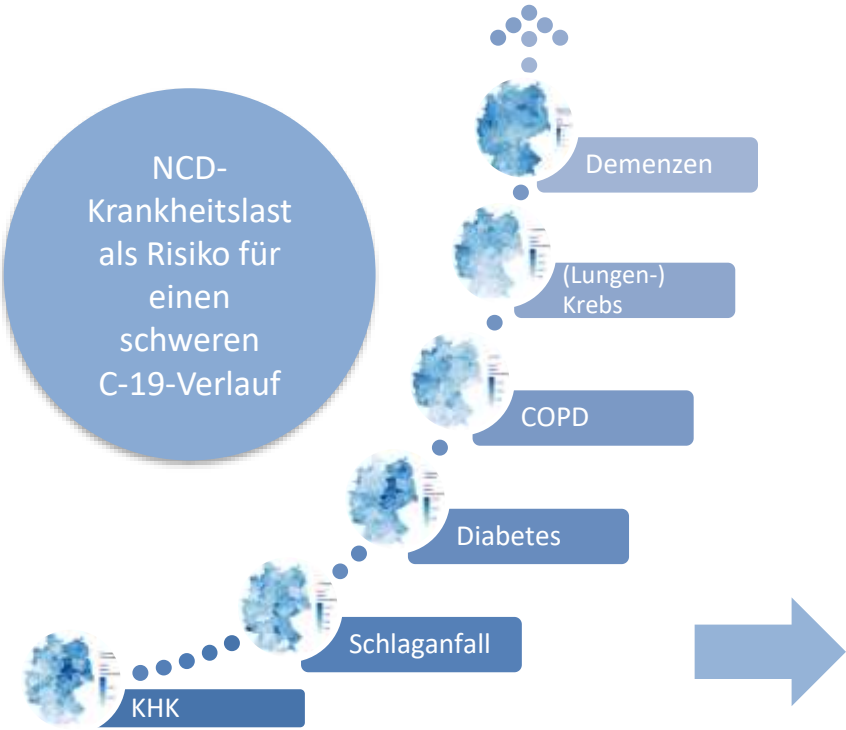 NCD-
Krankheitslast
als Risiko für
einen
schweren
C-19-Verlauf
Demenzen
(Lungen-)
Krebs
COPD
Diabetes
Schlaganfall
KHK